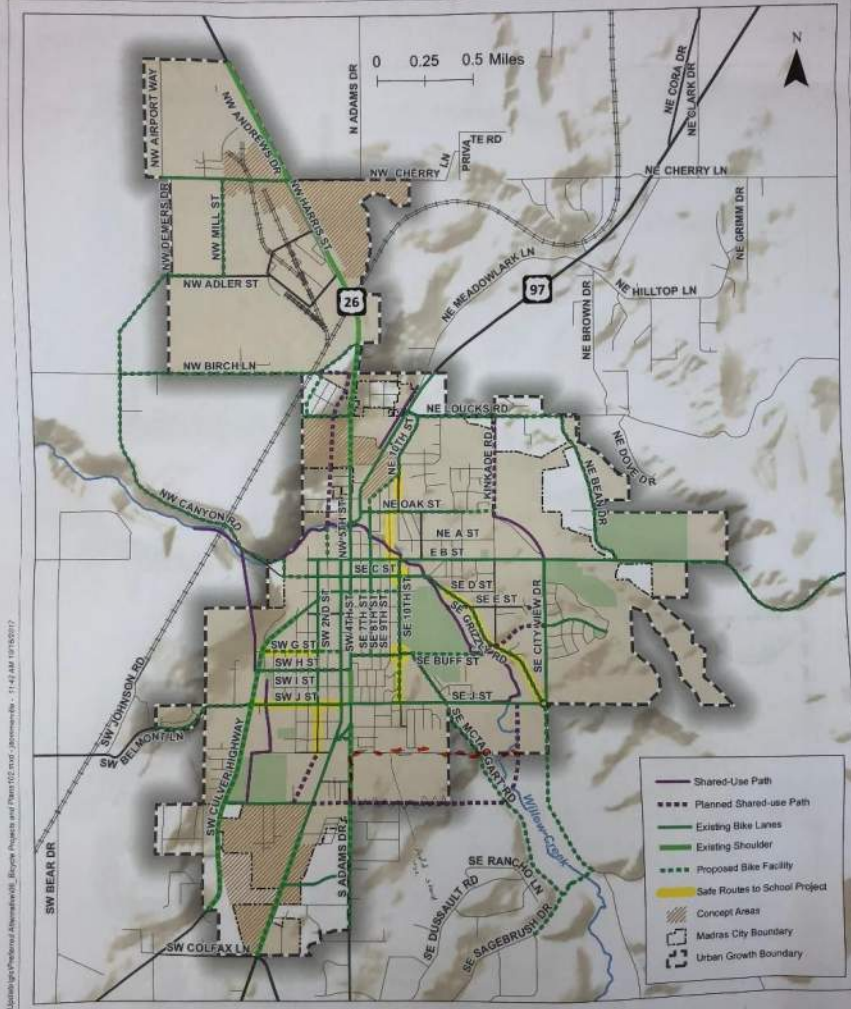 N
0 0.25 0.5 Miles
NW AIRPORT WAY
NW ANDREWS DR
N ADAMS DR
NE CORA DR
NE CLARK DR
PRIVA
TE RD
LN
NW CHERRY
NE CHERRY LN
NW DEMERS DR
NW MILL ST
NW HARRIS ST
NE GRIMM DR
NE MEADOWLARK LN
NW ADLER ST
26
97
NE HILLTOP LN
NE BROWN DR
NW BIRCH LN
NE LOUCKS RD
NE 10TH ST
KINKADE RD
NE DOVE DR
NE BEAN DR
NW CANYON RD
NW 5TH ST
NE OAK ST
NE A ST
E B ST
SE C ST
SE D ST
SE E ST
SW 2ND ST
SW 4TH ST
SE 7TH ST
SE 8TH ST
SE 9TH ST
SE 10TH ST
SE GRIZZLY RD
SE CITY VIEW DR
SW G ST
SW H ST
SE BUFF ST
SW I ST
SW J ST
SE J ST
SW JOHNSON RD
SW BELMONT LN
SW CULVER HIGHWAY
SE MCTAGGART RD
Willow Creek
SW BEAR DR
S ADAMS DR
SE RANCHO LN
SE DUSSAULT RD
SE SAGEBRUSH DR
SW COLFAX LN
Shared-Use Path
Planned Shared-use Path
Existing Bike Lanes
Existing Shoulder
Proposed Bike Facility
Safe Routes to School Project
Concept Areas
Madras City Boundary
Urban Growth Boundary